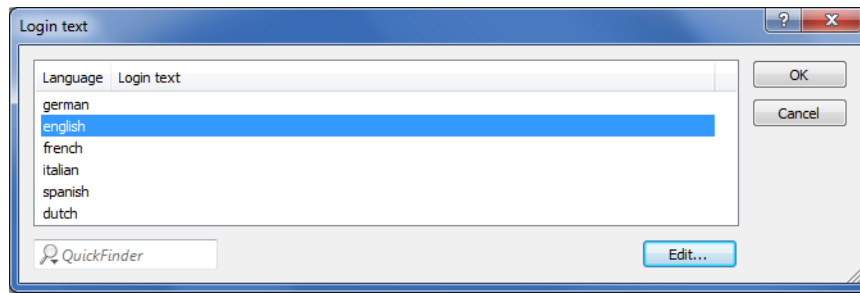 Login text
Language Login text
OK
german
english
Cancel
french
italian
spanish
dutch
QuickFinder
Edit...